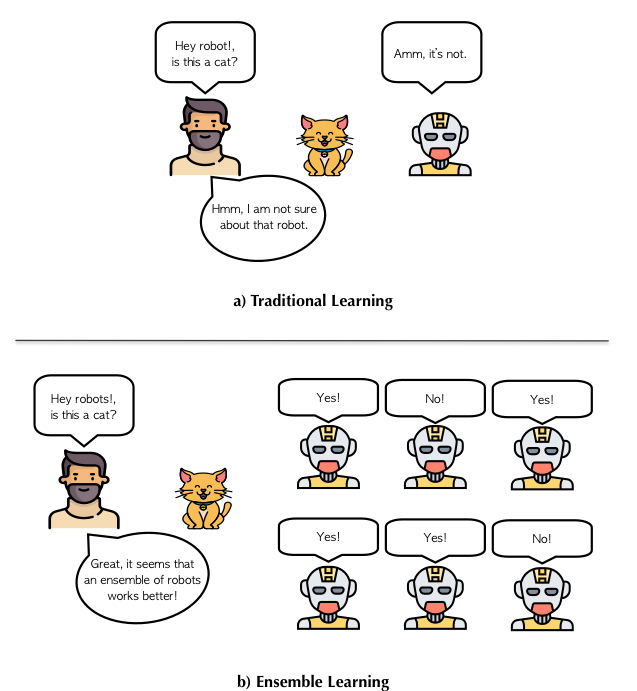 Hey robot!,
is this a cat?
Amm, it's not.
Hmm, I am not sure
about that robot.
a) Traditional Learning
Hey robots!,
is this a cat?
Yes!
No!
Yes!
Yes!
Yes!
No!
Great, it seems that
an ensemble of robots
works better!
b) Ensemble Learning